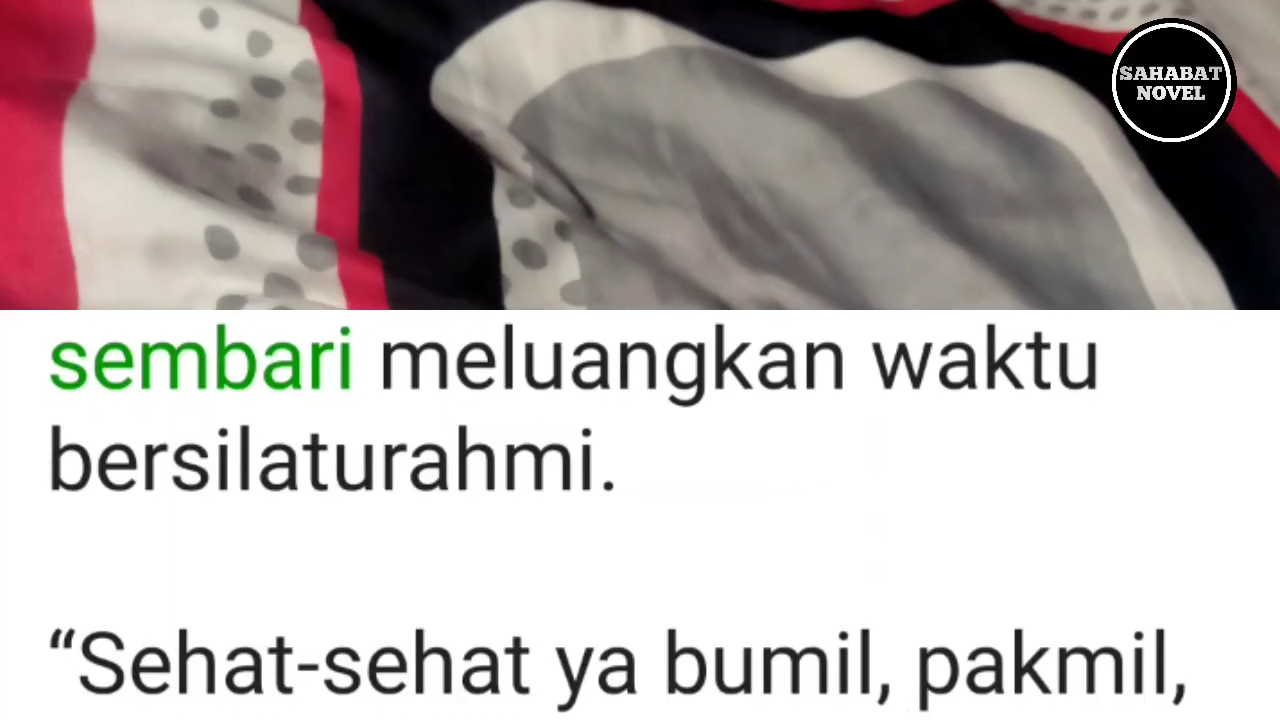 SAHABAT
NOVEL
sembari meluangkan waktu
bersilaturahmi.
“Sehat-sehat ya bumil, pakmil,